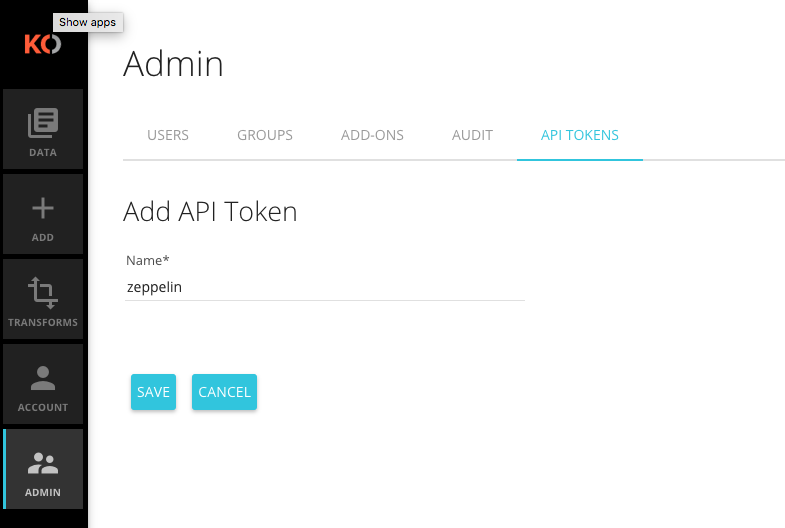 Show apps
KO
DATA
ADD
TRANSFORMS
ACCOUNT
ADMIN
Admin
USERS GROUPS ADD-ONS AUDIT API TOKENS
Add API Token
Name*
zeppelin
SAVE CANCEL